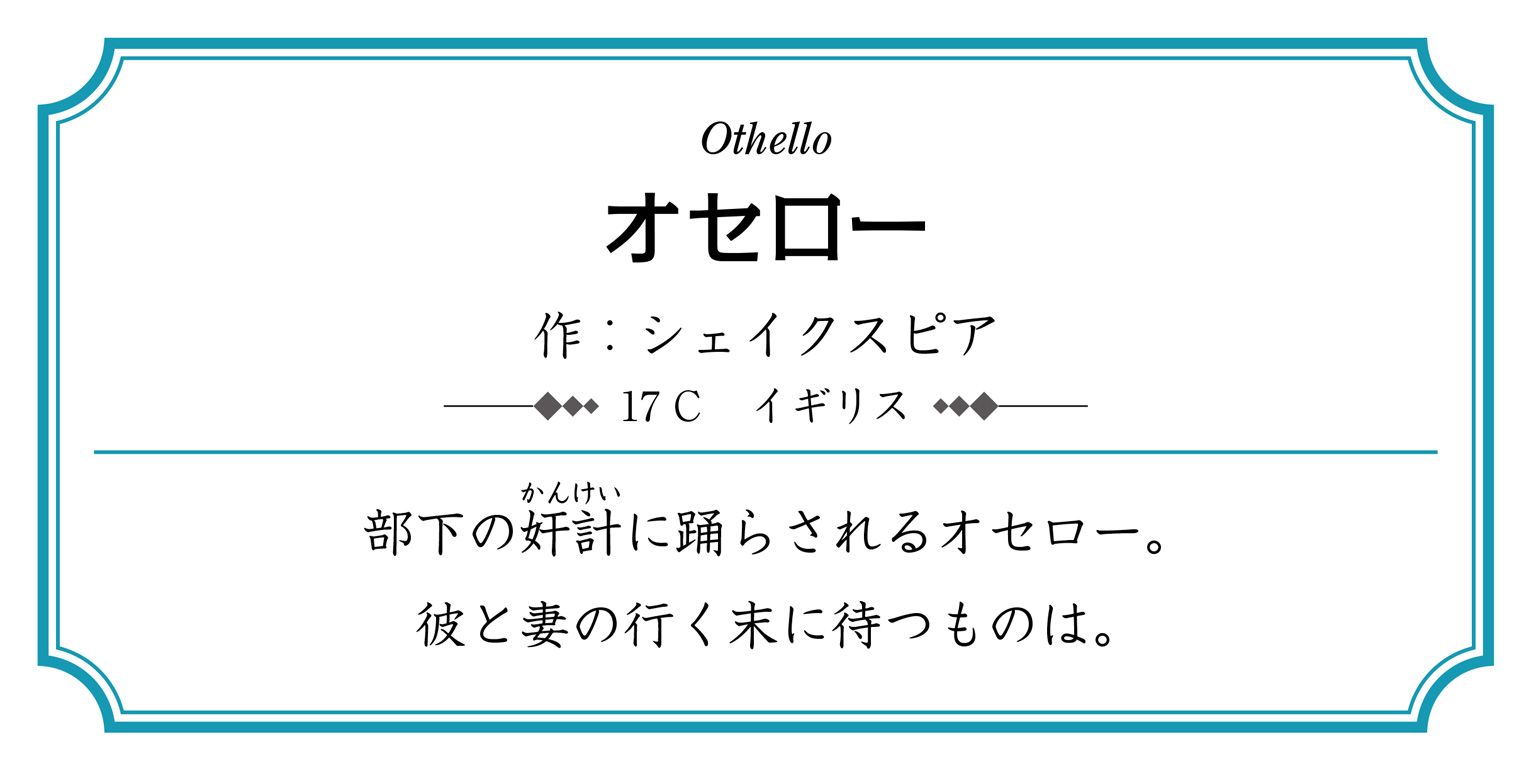 Othello
オセロー
作：シェイクスピア
17C　イギリス
かんけい
部下の奸計に踊らされるオセロー。
彼と妻の行く末に待つものは。